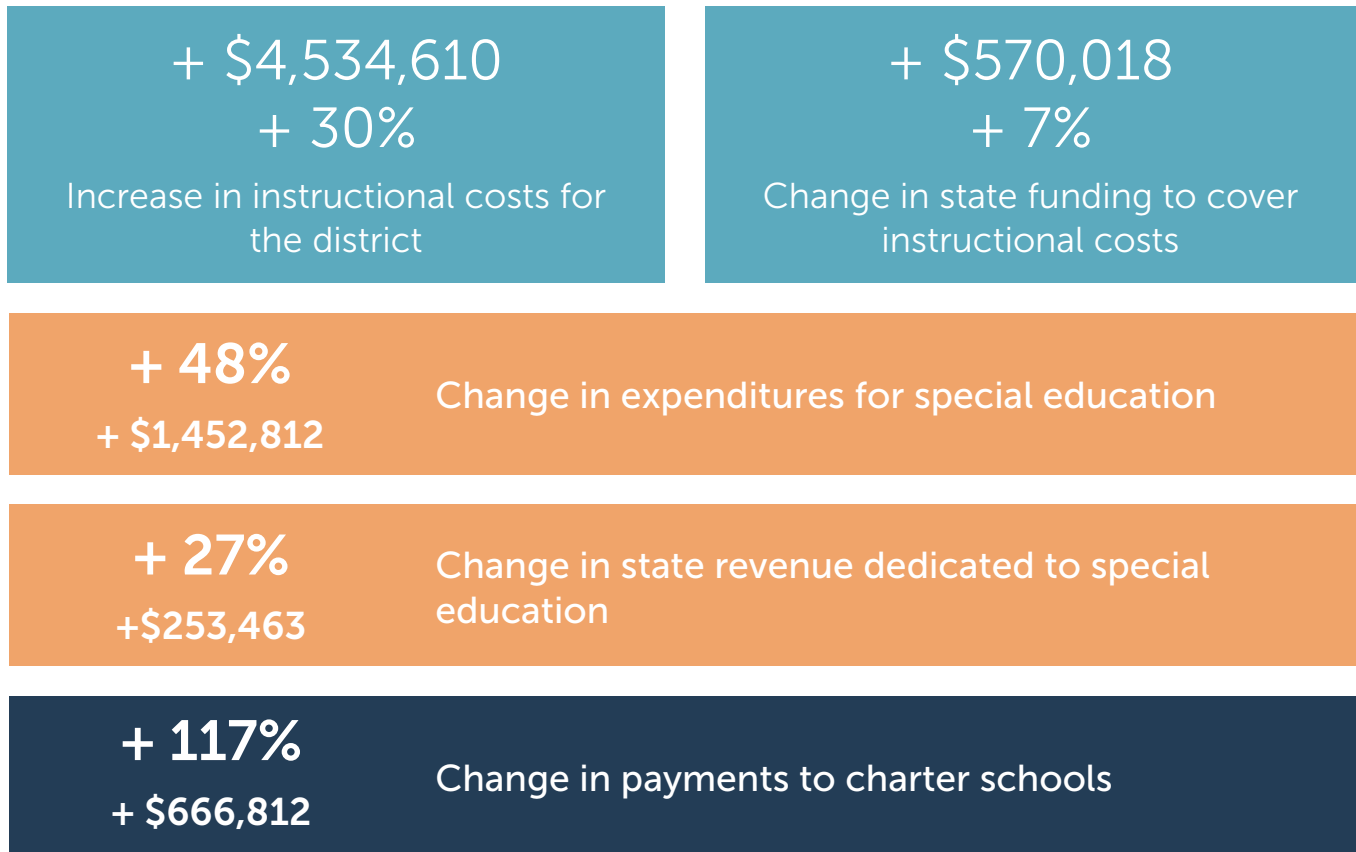 + $4,534,610
+ 30%
Increase in instructional costs for
the district
+ $570,018
+ 7%
Change in state funding to cover
instructional costs
+ 48%
+ $1,452,812
Change in expenditures for special education
+ 27%
+$253,463
Change in state revenue dedicated to special
education
+ 117%
+ $666,812
Change in payments to charter schools